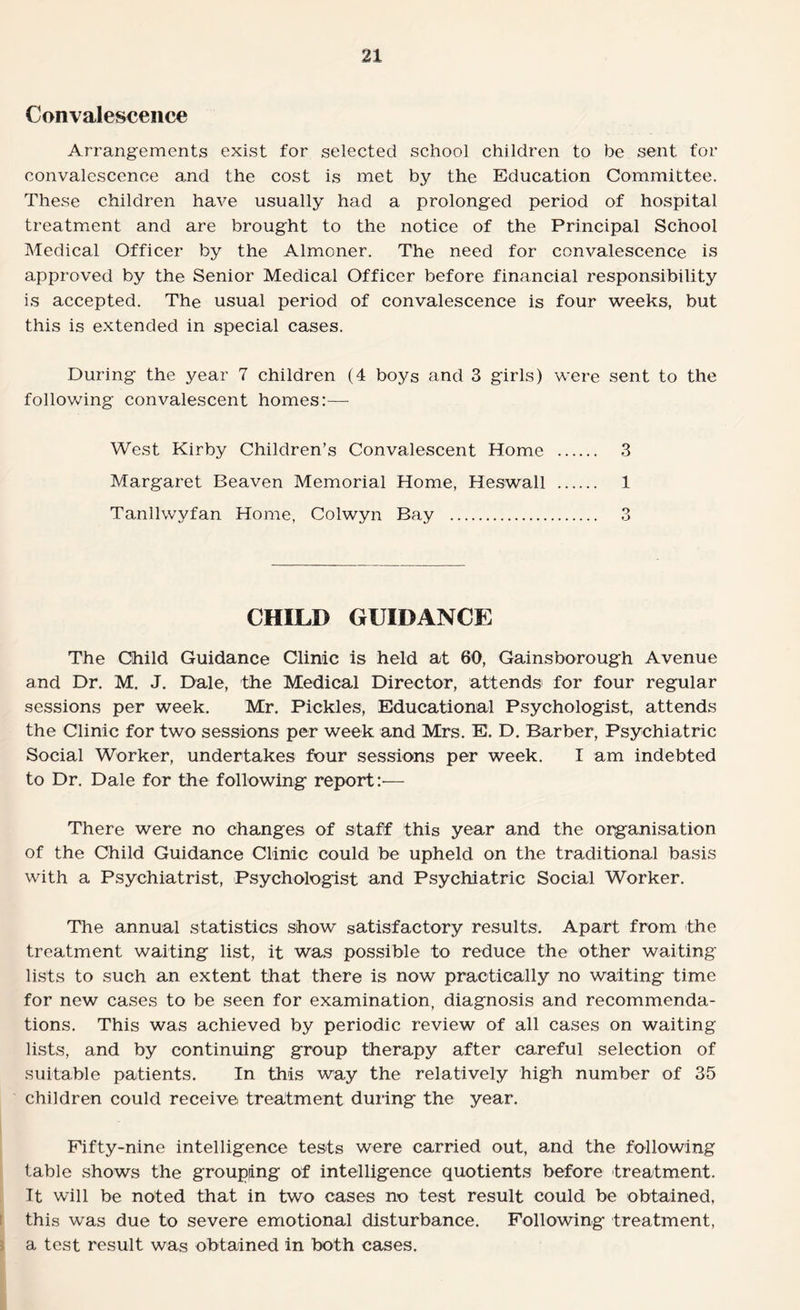 21
Convalescence
Arrangements exist for selected school children to be sent for
convalescence and the cost is met by the Education Committee.
These children have usually had a prolonged period of hospital
treatment and are brought to the notice of the Principal School
Medical Officer by the Almoner. The need for convalescence is
approved by the Senior Medical Officer before financial responsibility
is accepted. The usual period of convalescence is four weeks, but
this is extended in special cases.
During the year 7 children (4 boys and 3 girls) were sent to the
following convalescent homes:—
West Kirby Children's Convalescent Home ...... 3
Margaret Beaven Memorial Home, Heswall ...... 1
Tanllwyfan Home, Colwyn Bay ........................ 3
CHILD GUIDANCE
The Child Guidance Clinic is held at 60, Gainsborough Avenue
and Dr. M. J. Dale, the Medical Director, attends for four regular
sessions per week. Mr. Pickles, Educational Psychologist, attends
the Clinic for two sessions per week and Mrs. E. D. Barber, Psychiatric
Social Worker, undertakes four sessions per week. I am indebted
to Dr. Dale for the following report:—
There were no changes of staff this year and the organisation
of the Child Guidance Clinic could be upheld on the traditional basis
with a Psychiatrist, Psychologist and Psychiatric Social Worker.
The annual statistics show satisfactory results. Apart from the
treatment waiting list, it was possible to reduce the other waiting
lists to such an extent that there is now practically no waiting time
for new cases to be seen for examination, diagnosis and recommenda-
tions. This was achieved by periodic review of all cases on waiting
lists, and by continuing group therapy after careful selection of
suitable patients. In this way the relatively high number of 35
children could receive treatment during the year.
Fifty-nine intelligence tests were carried out, and the following
table shows the grouping of intelligence quotients before treatment.
It will be noted that in two cases no test result could be obtained,
this was due to severe emotional disturbance. Following treatment,
a test result was obtained in both cases.